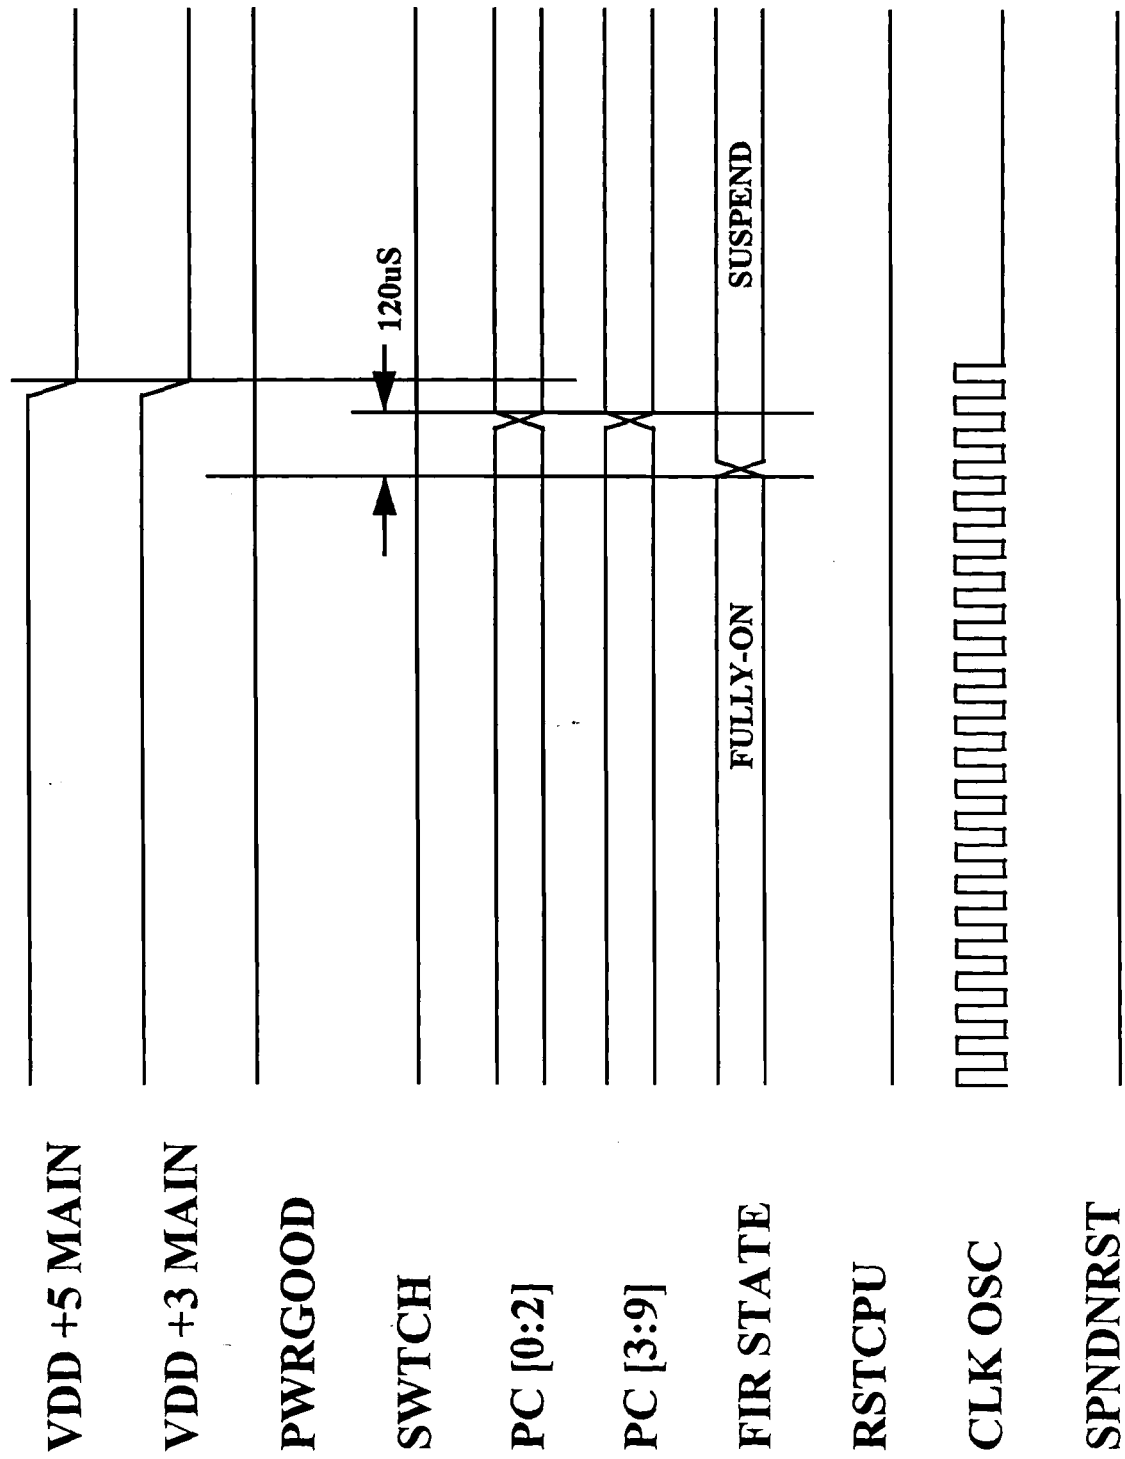 VDD +5 MAIN
VDD +3 MAIN
PWRGOOD
SWTCH
120uS
PC [0:2]
PC [3:9]
FIR STATE
FULLY-ON
SUSPEND
RSTCPU
CLK OSC
SPNDNRST